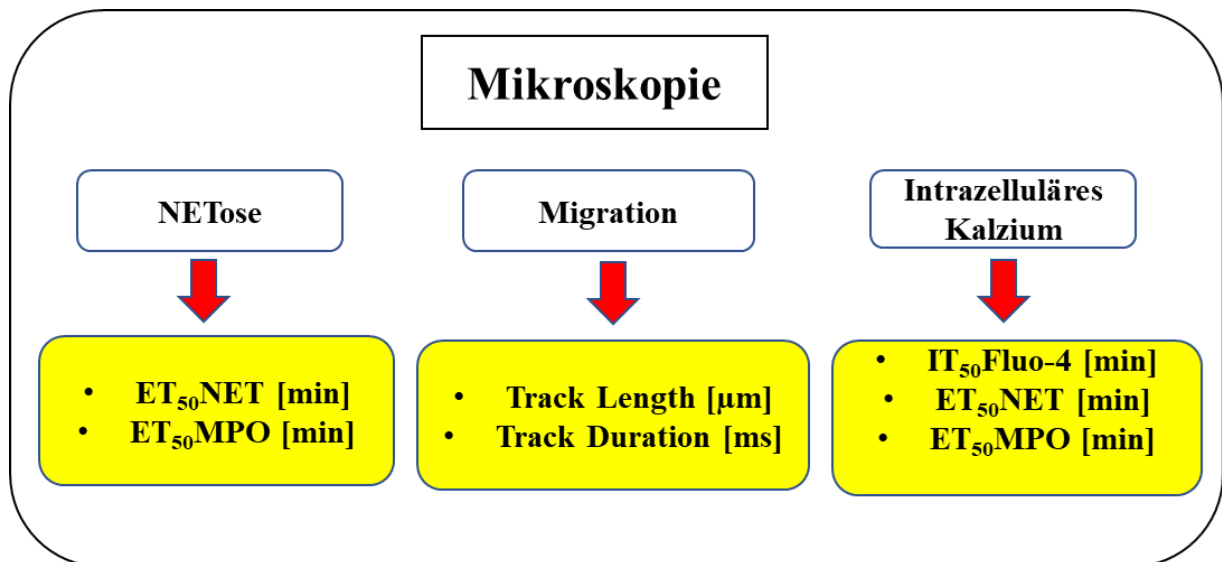 Mikroskopie
NETose
Migration
Intrazelluläres
Kalzium
• ET₅₀NET [min]
• ET₅₀MPO [min]
• Track Length [µm]
• Track Duration [ms]
• IT₅₀Fluo-4 [min]
• ET₅₀NET [min]
• ET₅₀MPO [min]